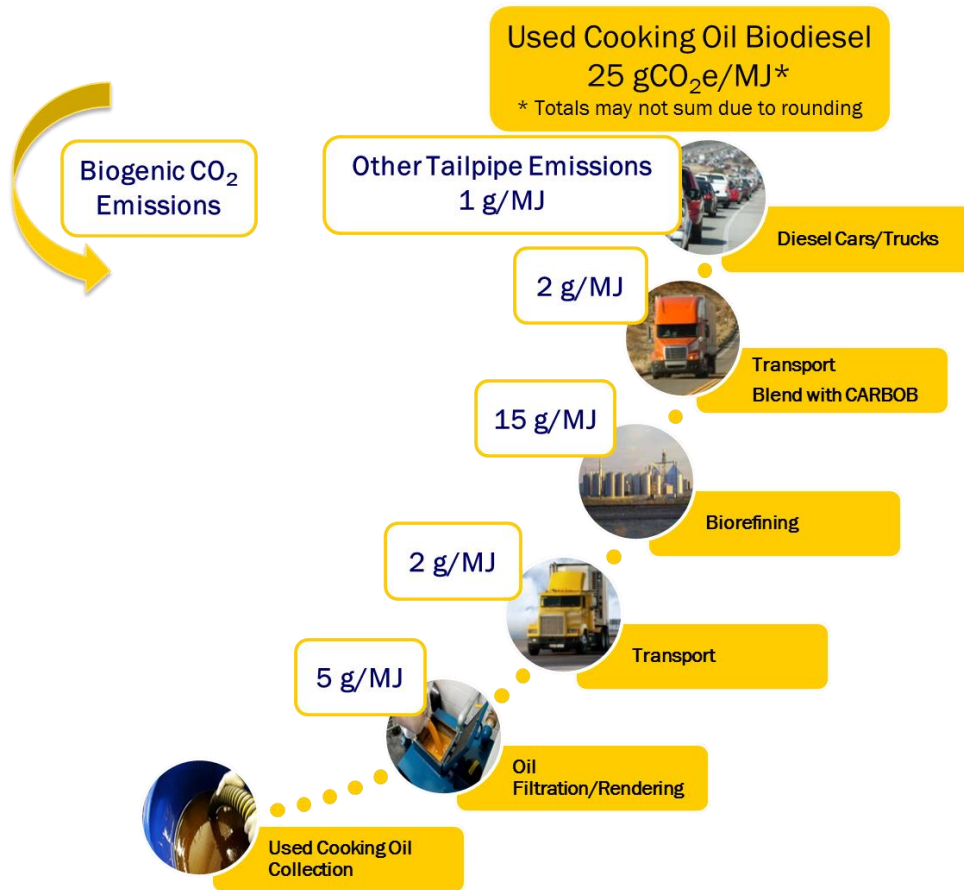 Used Cooking Oil Biodiesel
25 gCO₂e/MJ*
* Totals may not sum due to rounding
Biogenic CO₂
Emissions
Other Tailpipe Emissions
1 g/MJ
Diesel Cars/Trucks
2 g/MJ
Transport
Blend with CARBOB
15 g/MJ
Biorefining
2 g/MJ
Transport
5 g/MJ
Oil
Filtration/Rendering
Used Cooking Oil
Collection